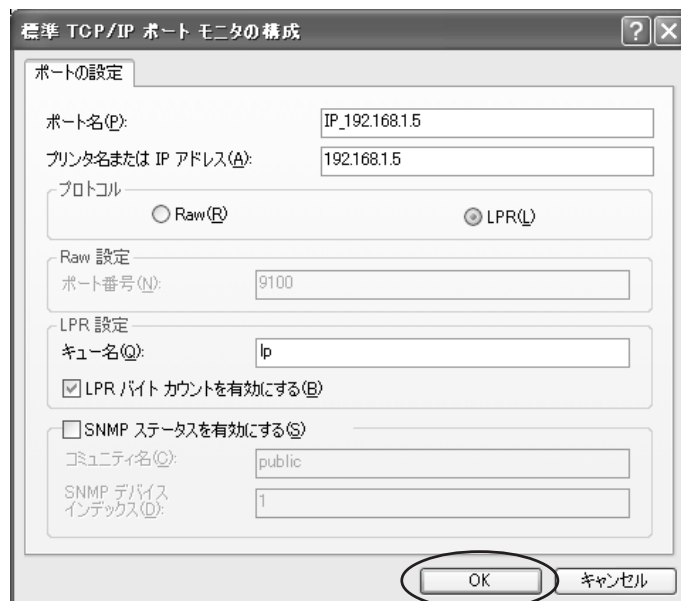 標準 TCP/IP ポート モニタの構成
ポートの設定
ポート名(P): IP_192.168.1.5
プリンタ名または IP アドレス(A): 192.168.1.5
プロトコル
Raw(R) LPR(L)
Raw 設定
ポート番号(N): 9100
LPR 設定
キュー名(Q): lp
LPR バイト カウントを有効にする(B)
SNMP ステータスを有効にする(S)
コミュニティ名(C): public
SNMP デバイス
インデックス(D): 1
OK キャンセル